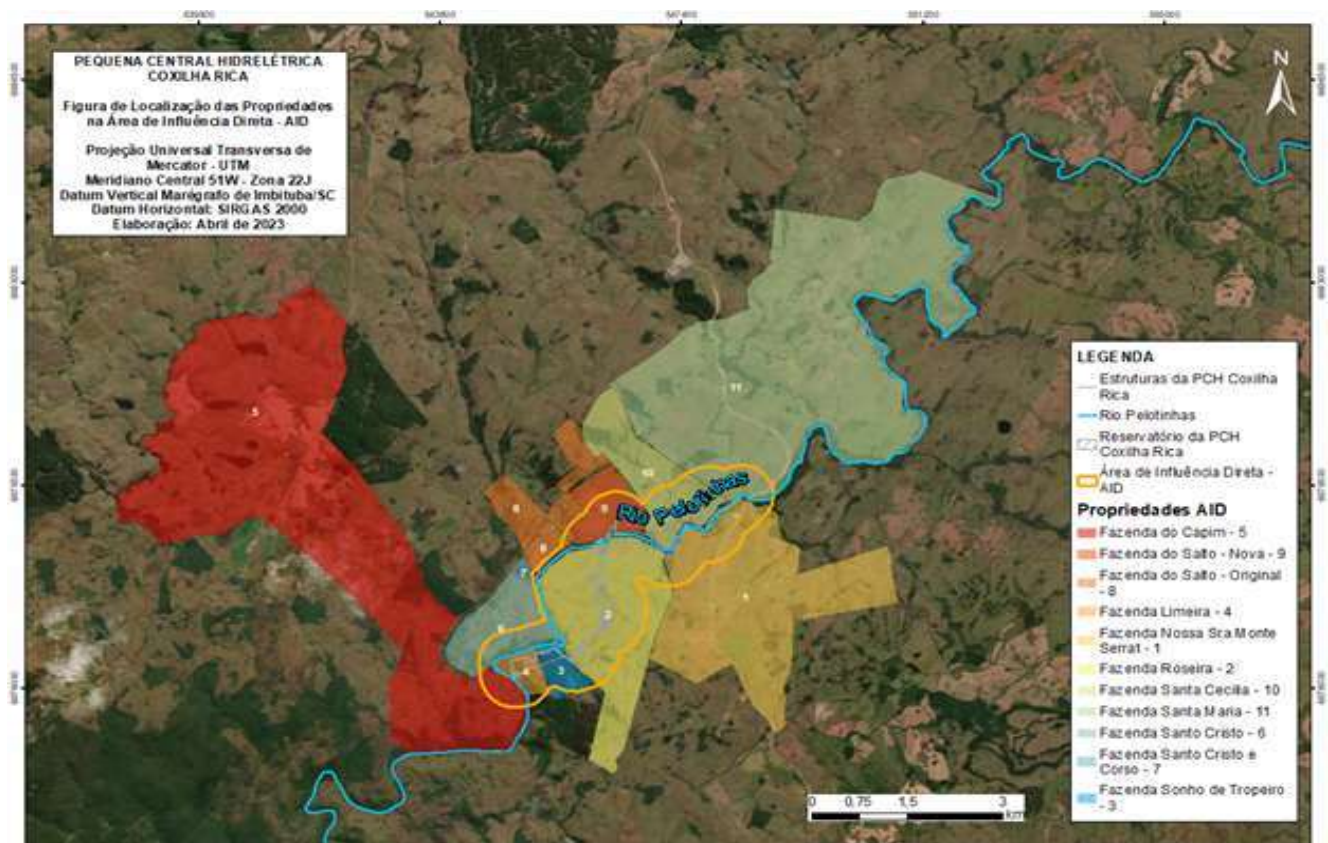 PEQUENA CENTRAL HIDRELÉTRICA
COXILHA RICA
Figura de Localização das Propriedades
na Área de Influência Direta - AID
Projeção Universal Transversa de
Mercator - UTM
Meridiano Central 51W - Zona 22J
Datum Vertical Marégrafo de Imbituba/SC
Datum Horizontal: SIRGAS 2000
Elaboração: Abril de 2023
N
5
11
10
8
9
8
Rio Pelotinhas
7
1
2
6
4
3
LEGENDA
Estruturas da PCH Coxilha
Rica
Rio Pelotinhas
Reservatório da PCH
Coxilha Rica
Área de Influência Direta -
AID
Propriedades AID
Fazenda do Capim - 5
Fazenda do Salto - Nova - 9
Fazenda do Salto - Original
- 8
Fazenda Limeira - 4
Fazenda Nossa Sra Monte
Serrat - 1
Fazenda Roseira - 2
Fazenda Santa Cecília - 10
Fazenda Santa Maria - 11
Fazenda Santo Cristo - 6
Fazenda Santo Cristo e
Corso - 7
Fazenda Sonho de Tropeiro
- 3
0 0,75 1,5 3
km